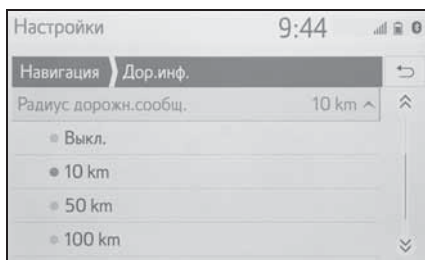 Настройки 9:44
Навигация Дор.инф.
Радиус дорожн.сообщ. 10 km
Выкл.
10 km
50 km
100 km